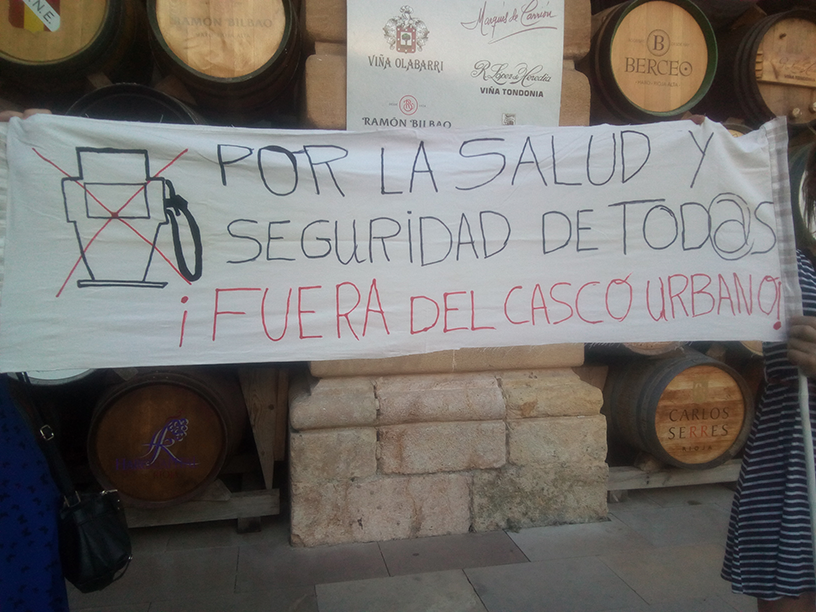 RAMÓN BILBAO
VIÑA OLABARRI
RAMÓN BILBAO
Marqués de Carrión
R. López de Heredia
VIÑA TONDONIA
B
BERCEO
POR LA SALUD Y
SEGURIDAD DE TOD@S
¡FUERA DEL CASCO URBANO!
CARLOS
SERRES
RIOJA